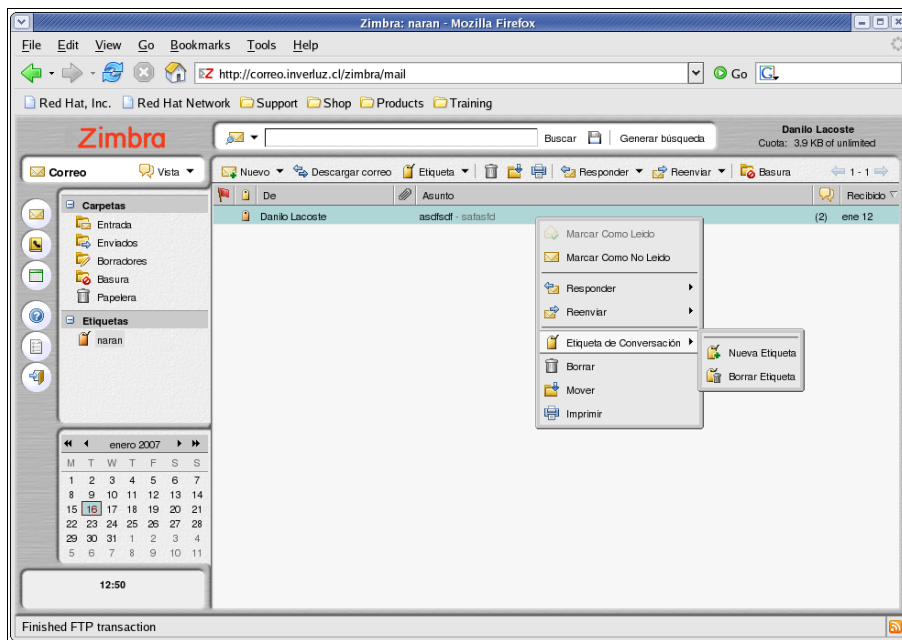 Zimbra: naran - Mozilla Firefox
File Edit View Go Bookmarks Tools Help
http://correo.inverluz.cl/zimbra/mail Go G
Red Hat, Inc. Red Hat Network Support Shop Products Training
Zimbra Buscar Generar búsqueda Danilo Lacoste
Cuota: 3.9 KB of unlimited
Correo Vista Nuevo Descargar correo Etiqueta Responder Reenviar Basura 1 - 1
De Asunto Recibido
Danilo Lacoste asdfsdf - safasfd (2) ene 12
Carpetas
Entrada
Enviados
Borradores
Basura
Papelera
Etiquetas
naran
Marcar Como Leido
Marcar Como No Leido
Responder
Reenviar
Etiqueta de Conversación
Borrar
Mover
Imprimir
Nueva Etiqueta
Borrar Etiqueta
enero 2007
M T W T F S S
1 2 3 4 5 6 7
8 9 10 11 12 13 14
15 16 17 18 19 20 21
22 23 24 25 26 27 28
29 30 31 1 2 3 4
5 6 7 8 9 10 11
12:50
Finished FTP transaction